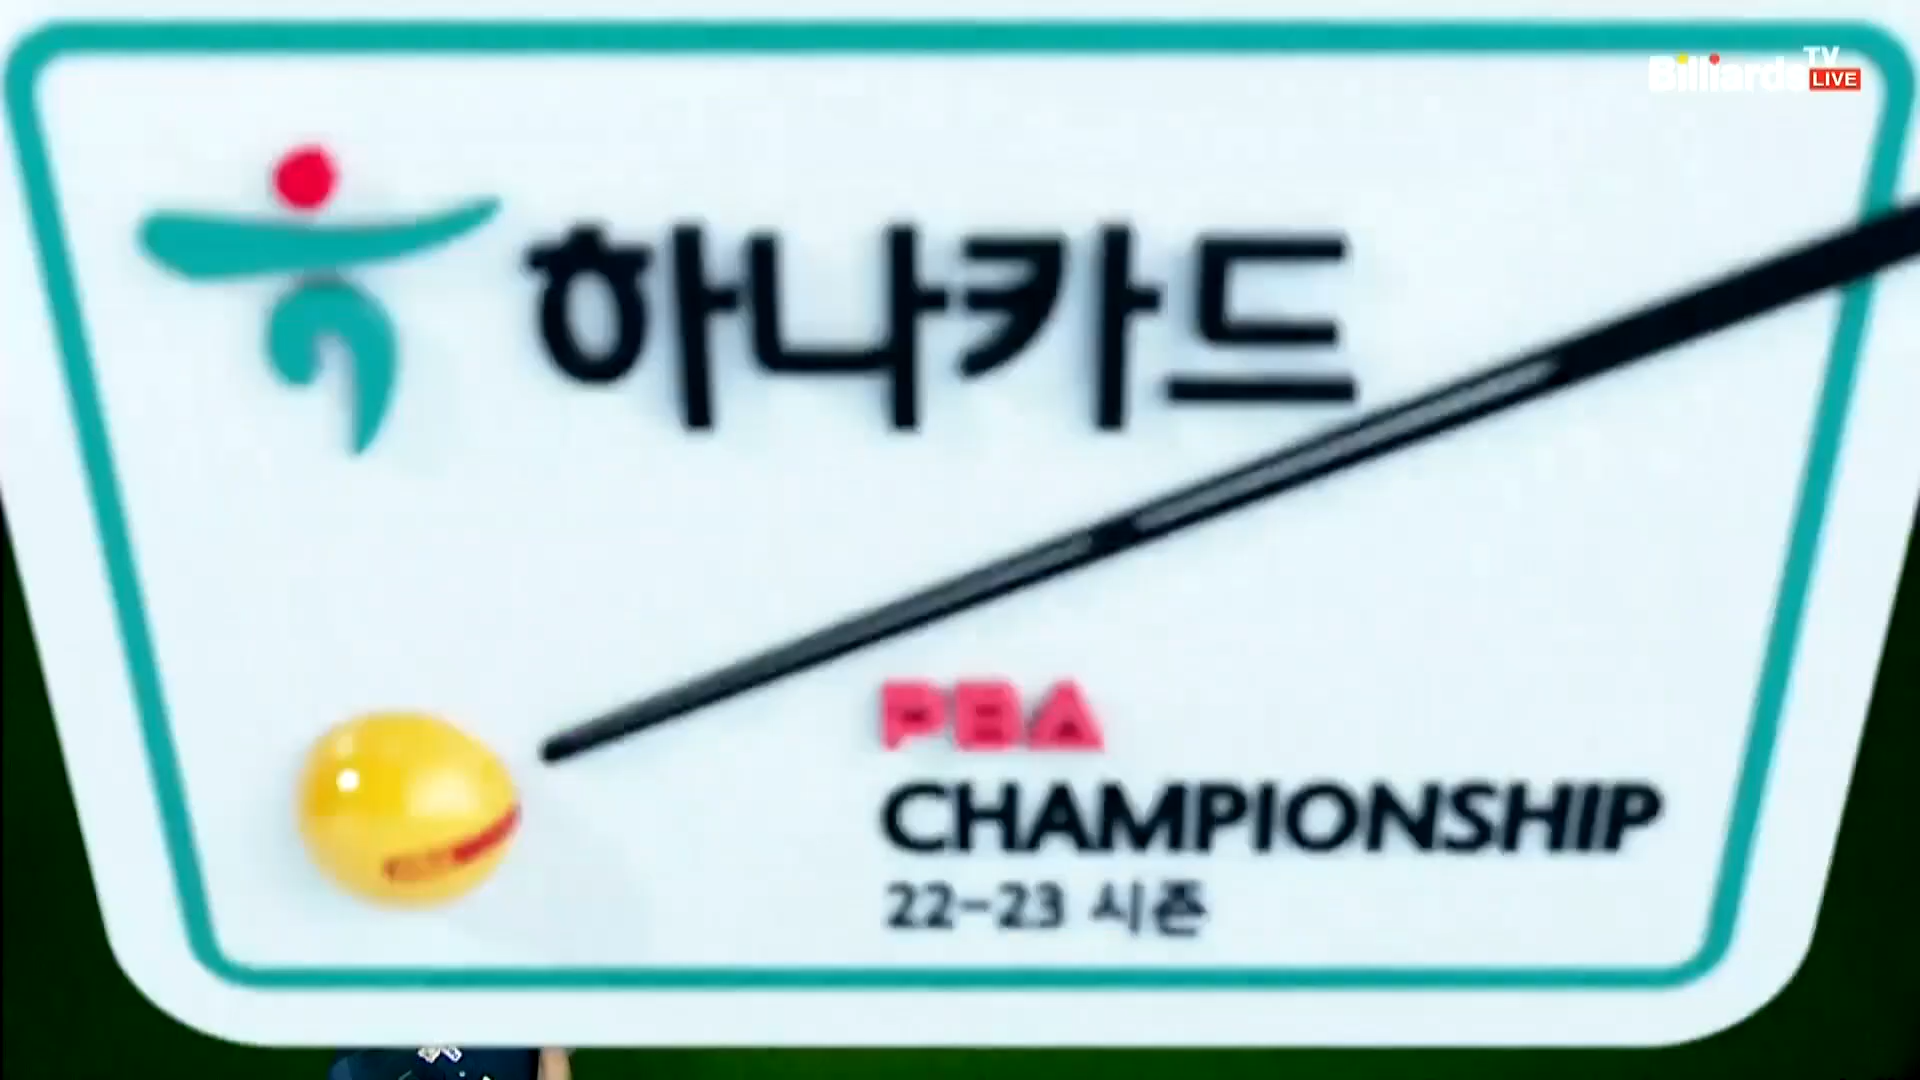 Billiards TV
LIVE
하나카드
PBA
CHAMPIONSHIP
22-23 시즌